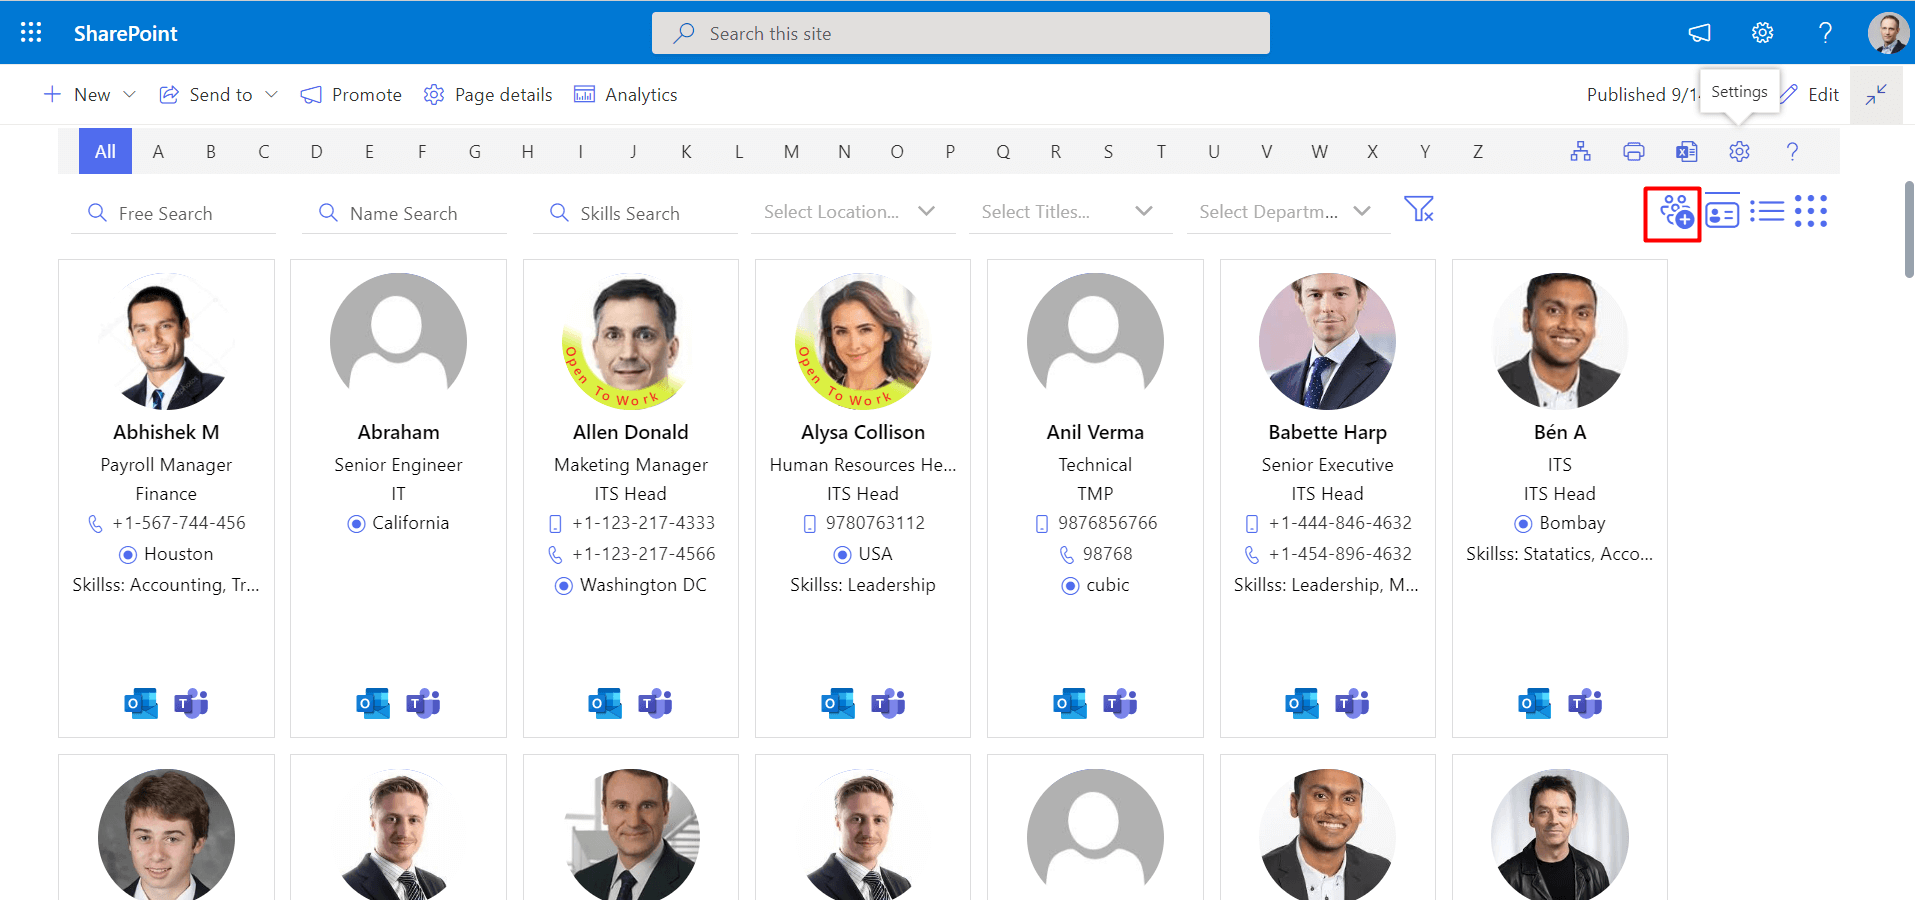 SharePoint
Search this site
New
Send to
Promote
Page details
Analytics
Published 9/1
Settings
Edit
All A B C D E F G H I J K L M N O P Q R S T U V W X Y Z
Free Search
Name Search
Skills Search
Select Location...
Select Titles...
Select Departm...
Abhishek M
Payroll Manager
Finance
+1-567-744-456
Houston
Skillss: Accounting, Tr...
Abraham
Senior Engineer
IT
California
Open To Work
Allen Donald
Maketing Manager
ITS Head
+1-123-217-4333
+1-123-217-4566
Washington DC
Open To Work
Alysa Collison
Human Resources He...
ITS Head
9780763112
USA
Skillss: Leadership
Anil Verma
Technical
TMP
9876856766
98768
cubic
Babette Harp
Senior Executive
ITS Head
+1-444-846-4632
+1-454-896-4632
Skillss: Leadership, M...
Bén A
ITS
ITS Head
Bombay
Skillss: Statatics, Acco...